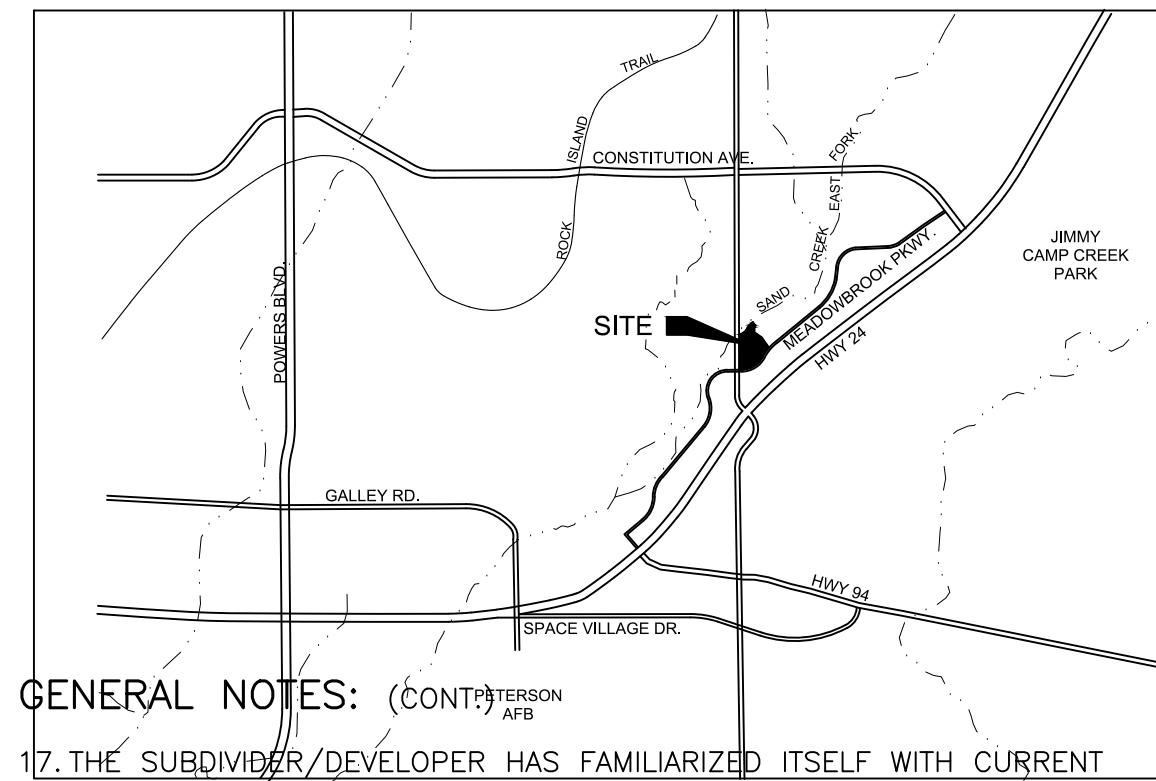 TRAIL
ISLAND
ROCK
CONSTITUTION AVE.
FORK
EAST
CREEK
SAND
JIMMY
CAMP CREEK
PARK
MEADOWBROOK PKWY.
HWY 24
SITE
POWERS BLVD.
GALLEY RD.
HWY 94
SPACE VILLAGE DR.
PETERSON
AFB
GENERAL NOTES: (CONT.)
17. THE SUBDIVIDER/DEVELOPER HAS FAMILIARIZED ITSELF WITH CURRENT